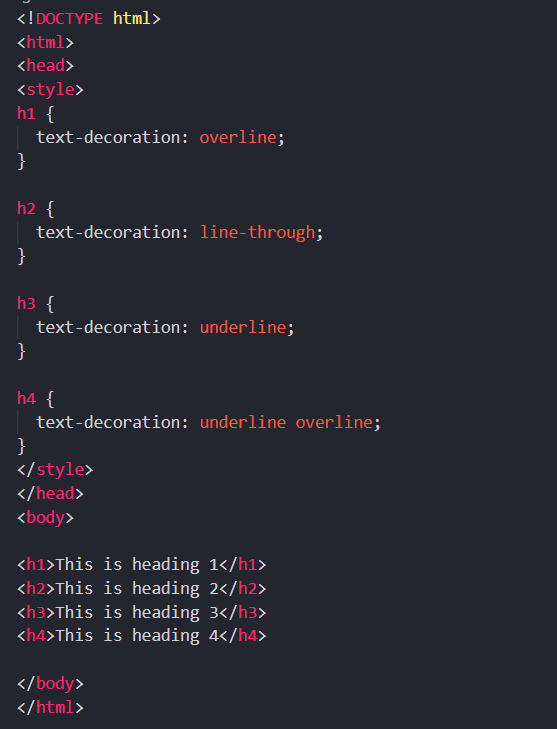 <!DOCTYPE html>
<html>
<head>
<style>
h1 {
  text-decoration: overline;
}

h2 {
  text-decoration: line-through;
}

h3 {
  text-decoration: underline;
}

h4 {
  text-decoration: underline overline;
}
</style>
</head>
<body>

<h1>This is heading 1</h1>
<h2>This is heading 2</h2>
<h3>This is heading 3</h3>
<h4>This is heading 4</h4>

</body>
</html>